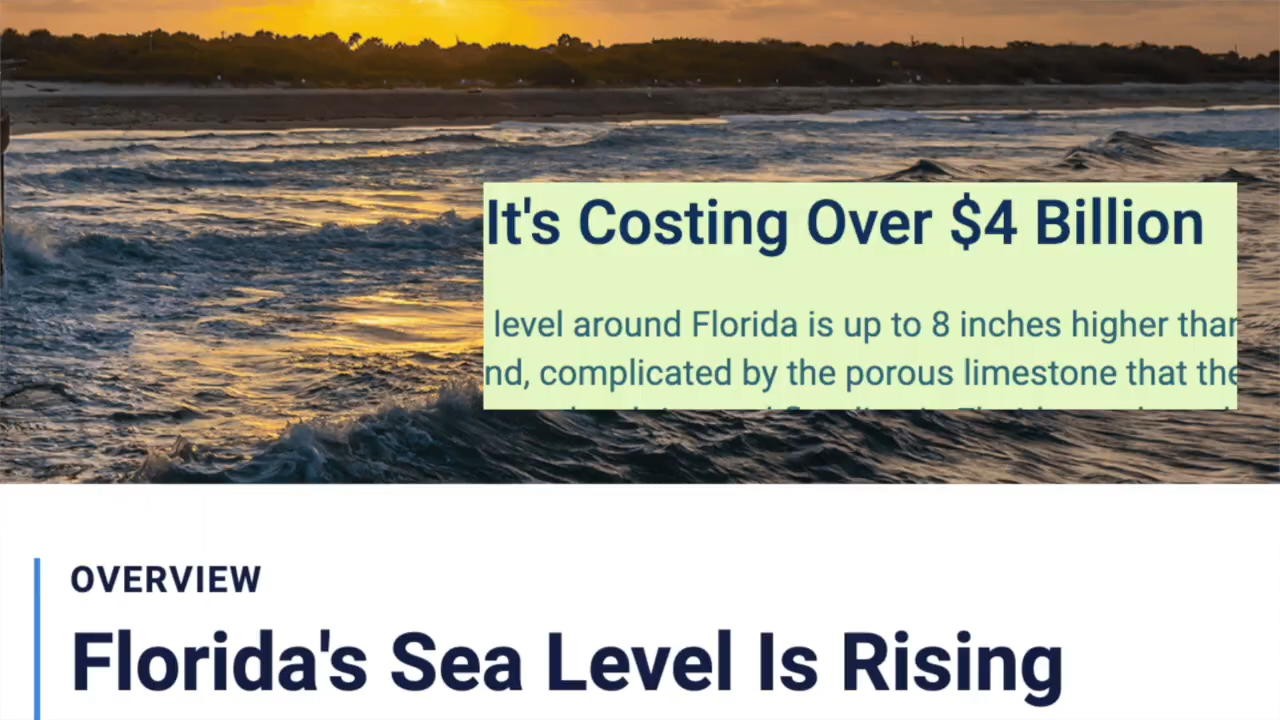 It's Costing Over $4 Billion
level around Florida is up to 8 inches higher than
nd, complicated by the porous limestone that the
OVERVIEW
Florida's Sea Level Is Rising